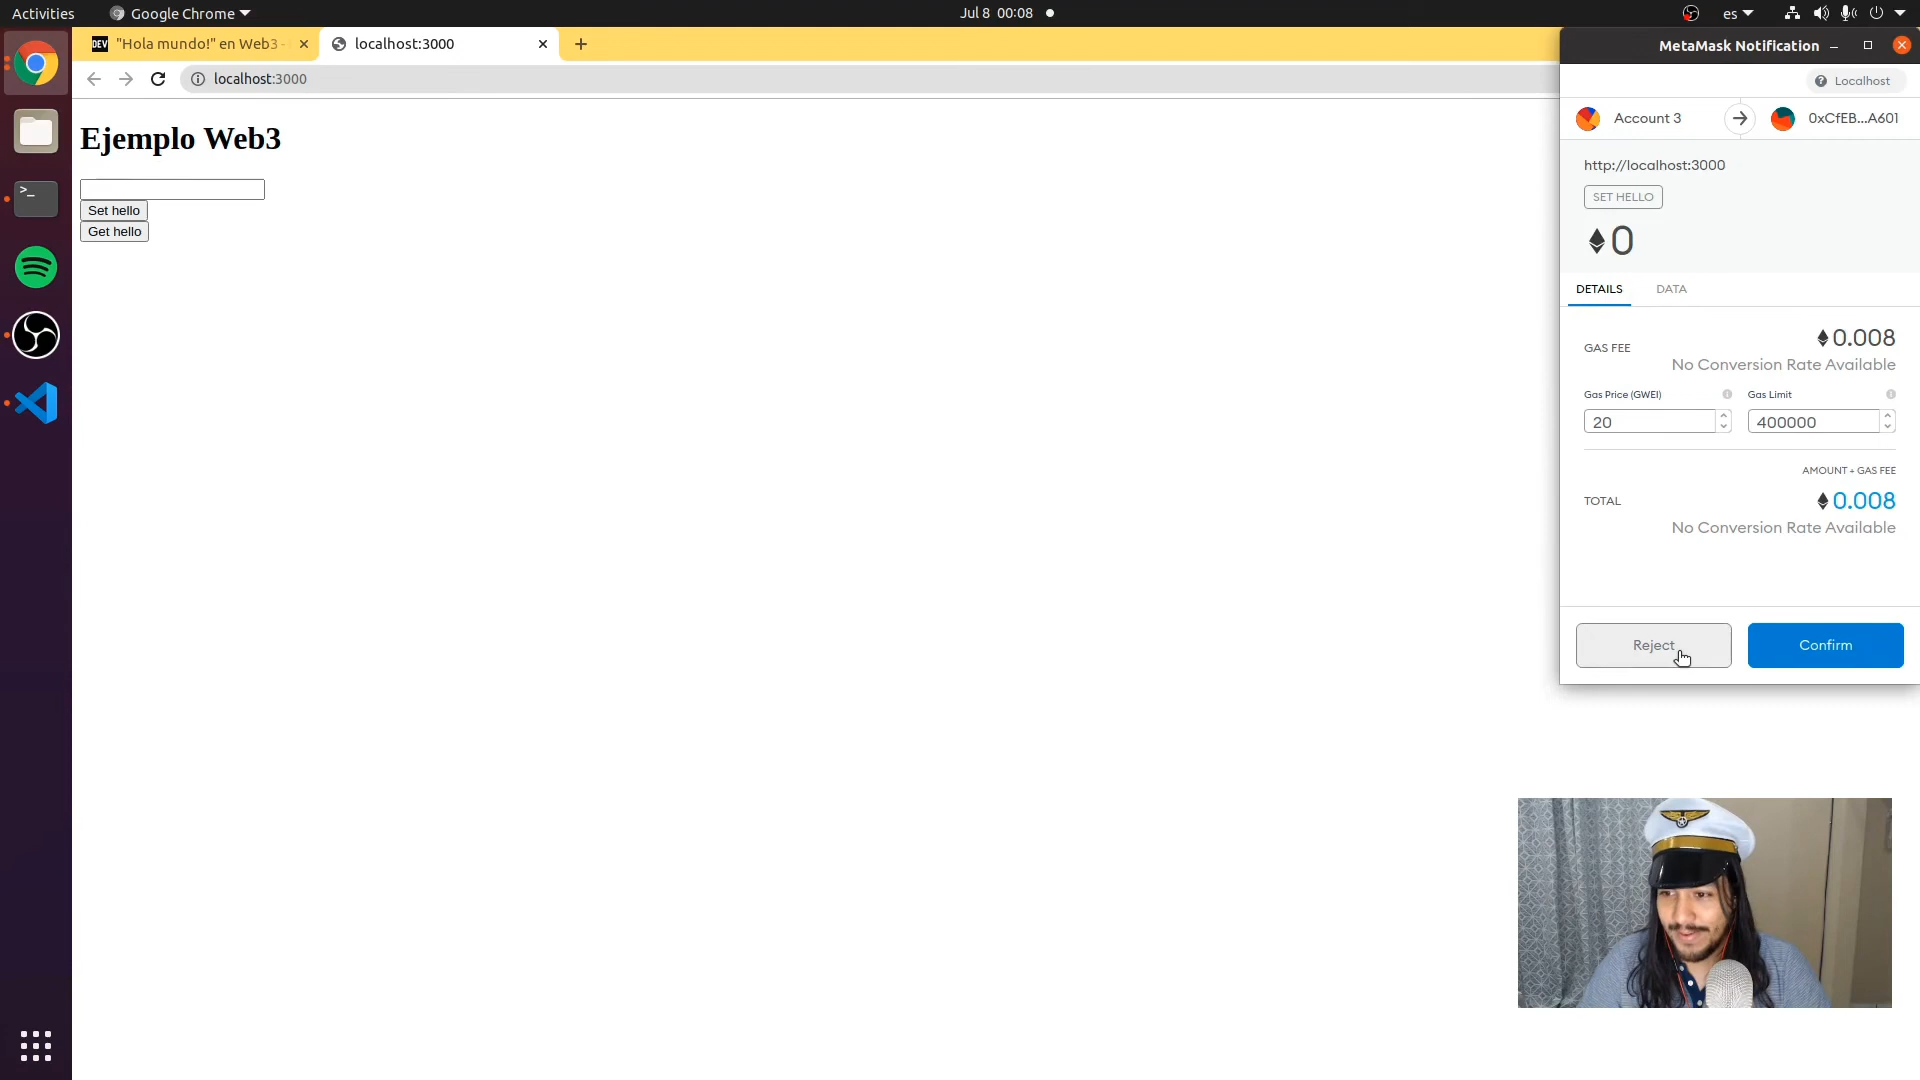 Activities
Google Chrome
Jul 8 00:08
es
DEV "Hola mundo!" en Web3 -
localhost:3000
localhost:3000
Ejemplo Web3
Set hello
Get hello
MetaMask Notification
Localhost
Account 3
0xCfEB...A601
http://localhost:3000
SET HELLO
0
DETAILS
DATA
GAS FEE
0.008
No Conversion Rate Available
Gas Price (GWEI)
Gas Limit
20
400000
AMOUNT + GAS FEE
TOTAL
0.008
No Conversion Rate Available
Reject
Confirm